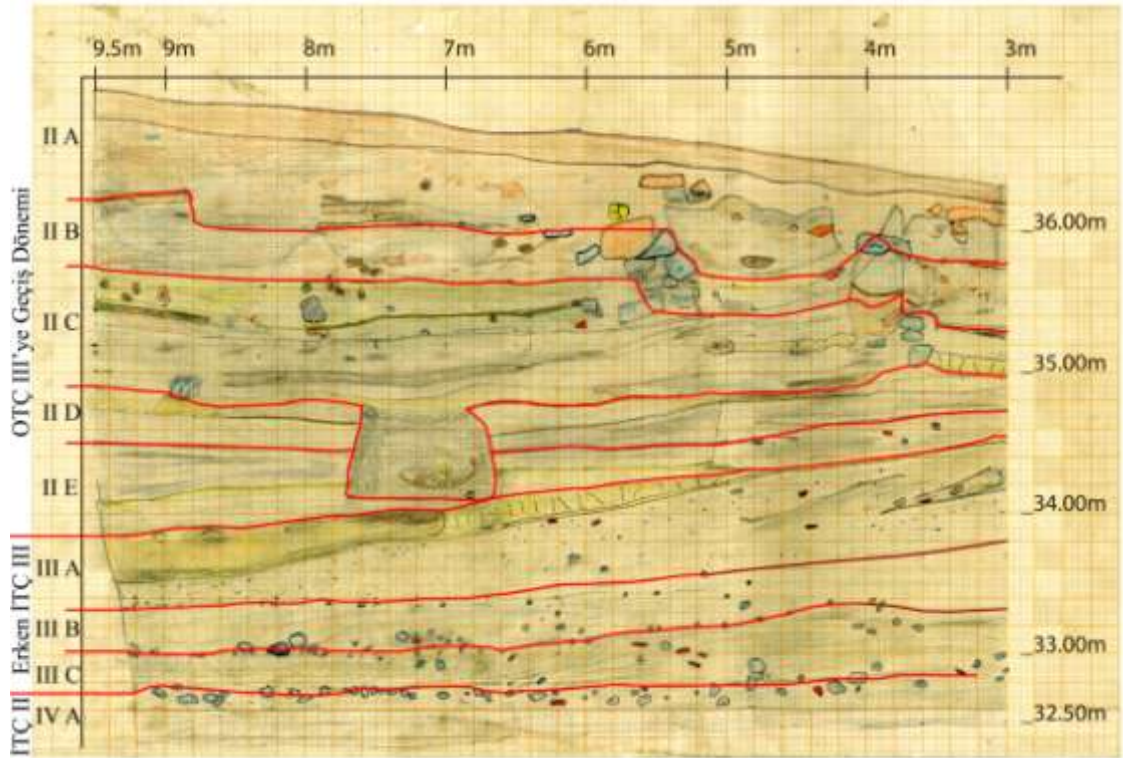 9.5m 9m 8m 7m 6m 5m 4m 3m
II A
II B
II C
II D
II E
III A
III B
III C
IV A
OTÇ III'ye Geçiş Dönemi
Erken İTÇ III
İTÇ II
36.00m
35.00m
34.00m
33.00m
32.50m